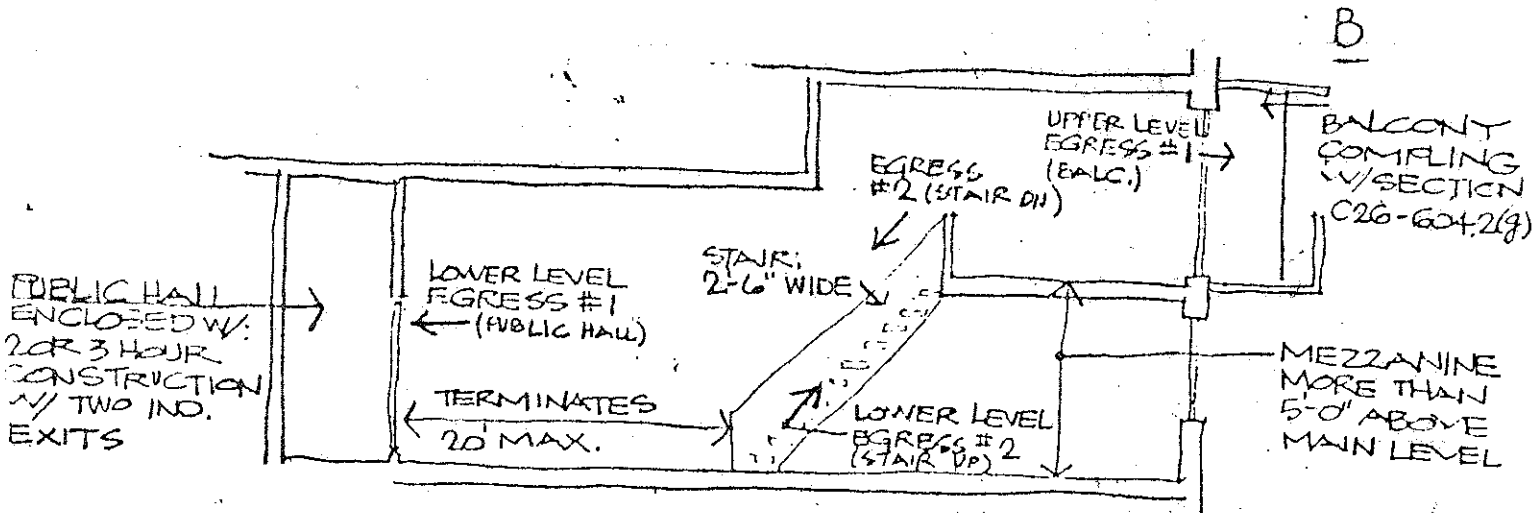 B
PUBLIC HALL
ENCLOSED W/:
2 OR 3 HOUR
CONSTRUCTION
W/ TWO IND.
EXITS
LOWER LEVEL
EGRESS #1
(PUBLIC HALL)
TERMINATES
20' MAX.
STAIR:
2-6" WIDE
EGRESS
#2 (STAIR DN)
UPPER LEVEL
EGRESS #1
(BALC.)
LOWER LEVEL
EGRESS #2
(STAIR UP)
BALCONY
COMPLING
W/SECTION
C26-604.2(g)
MEZZANINE
MORE THAN
5'-0" ABOVE
MAIN LEVEL